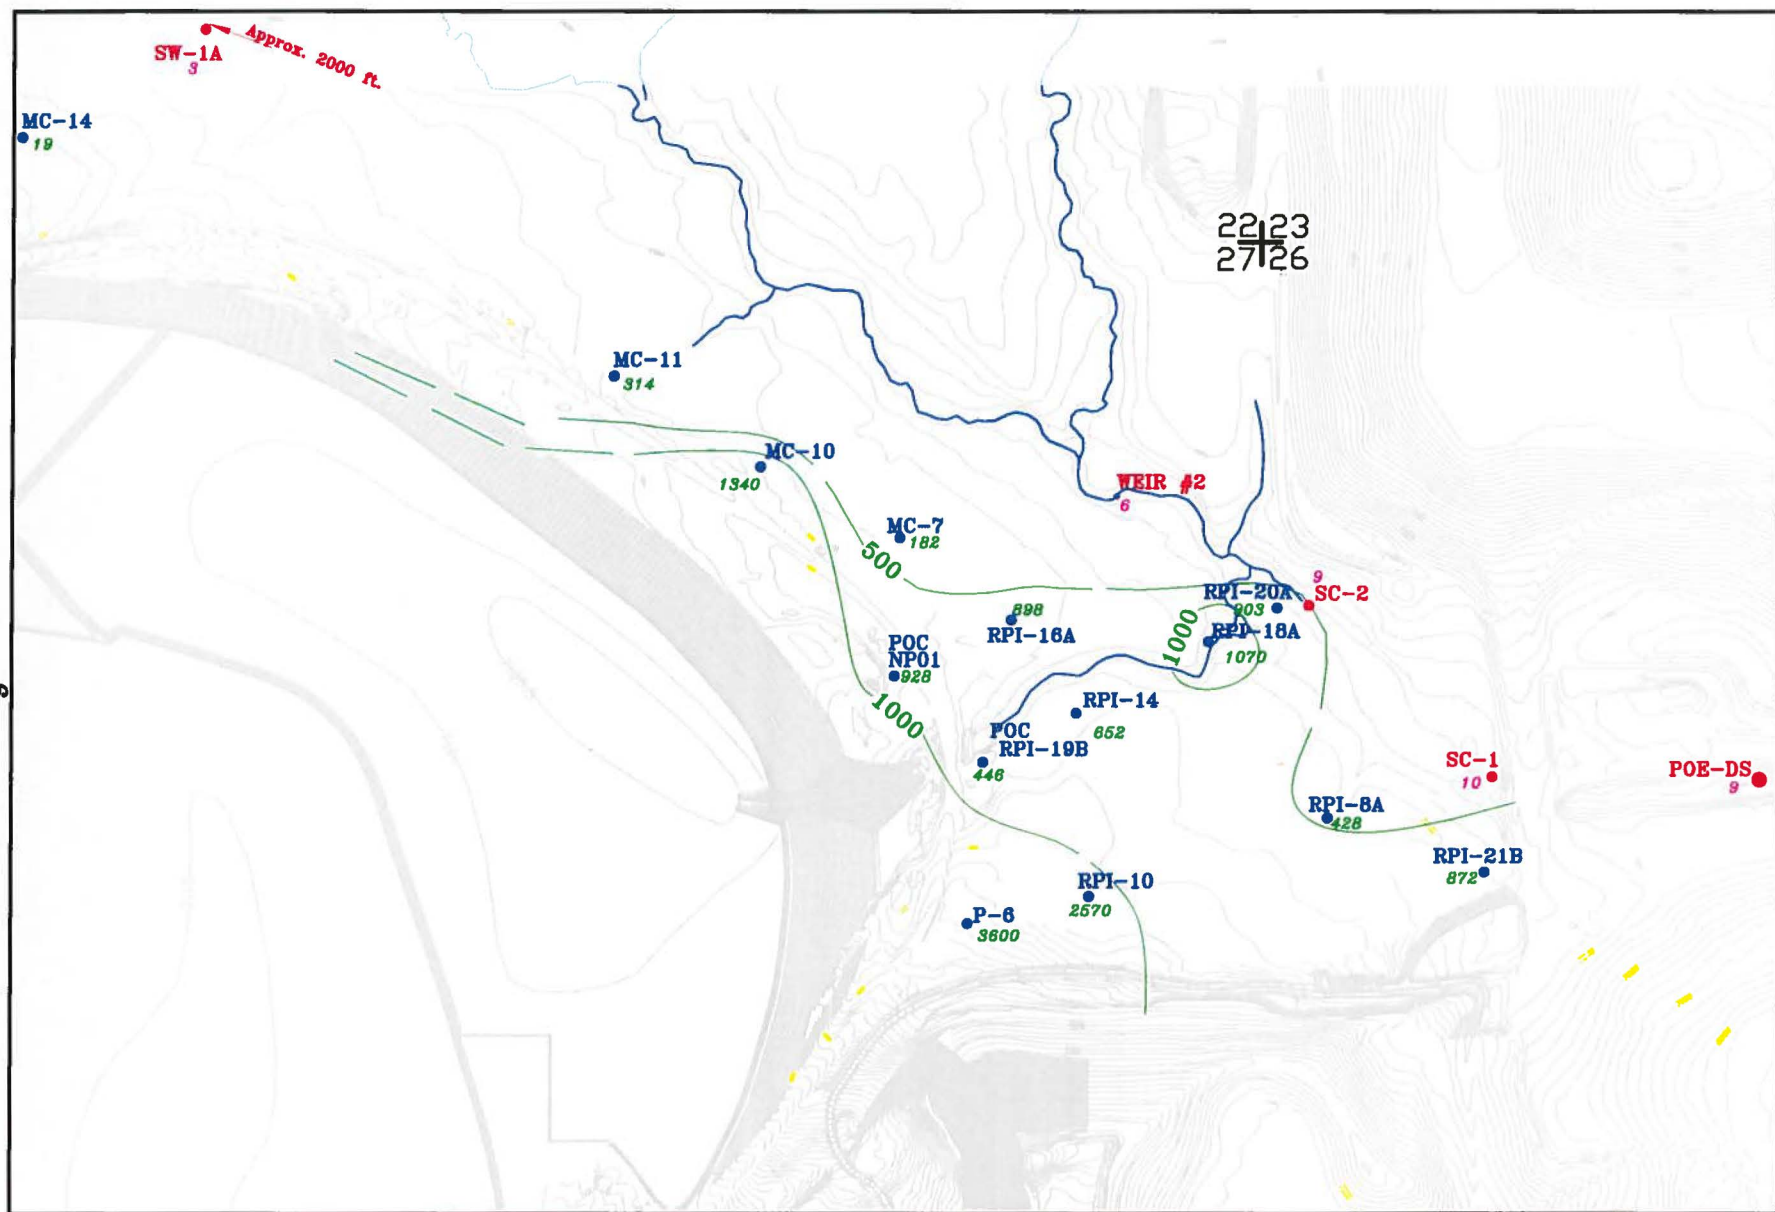 Approx. 2000 ft.
SW-1A
3
MC-14
19
22 23
27 26
MC-11
314
MC-10
1340
WEIR #2
6
MC-7
182
500
9
SC-2
RPI-20A
903
898
RPI-16A
1000
RPI-18A
1070
POC
NP01
928
1000
RPI-14
652
POC
RPI-19B
446
SC-1
10
POE-DS
9
RPI-8A
428
RPI-21B
872
RPI-10
2570
P-6
3600